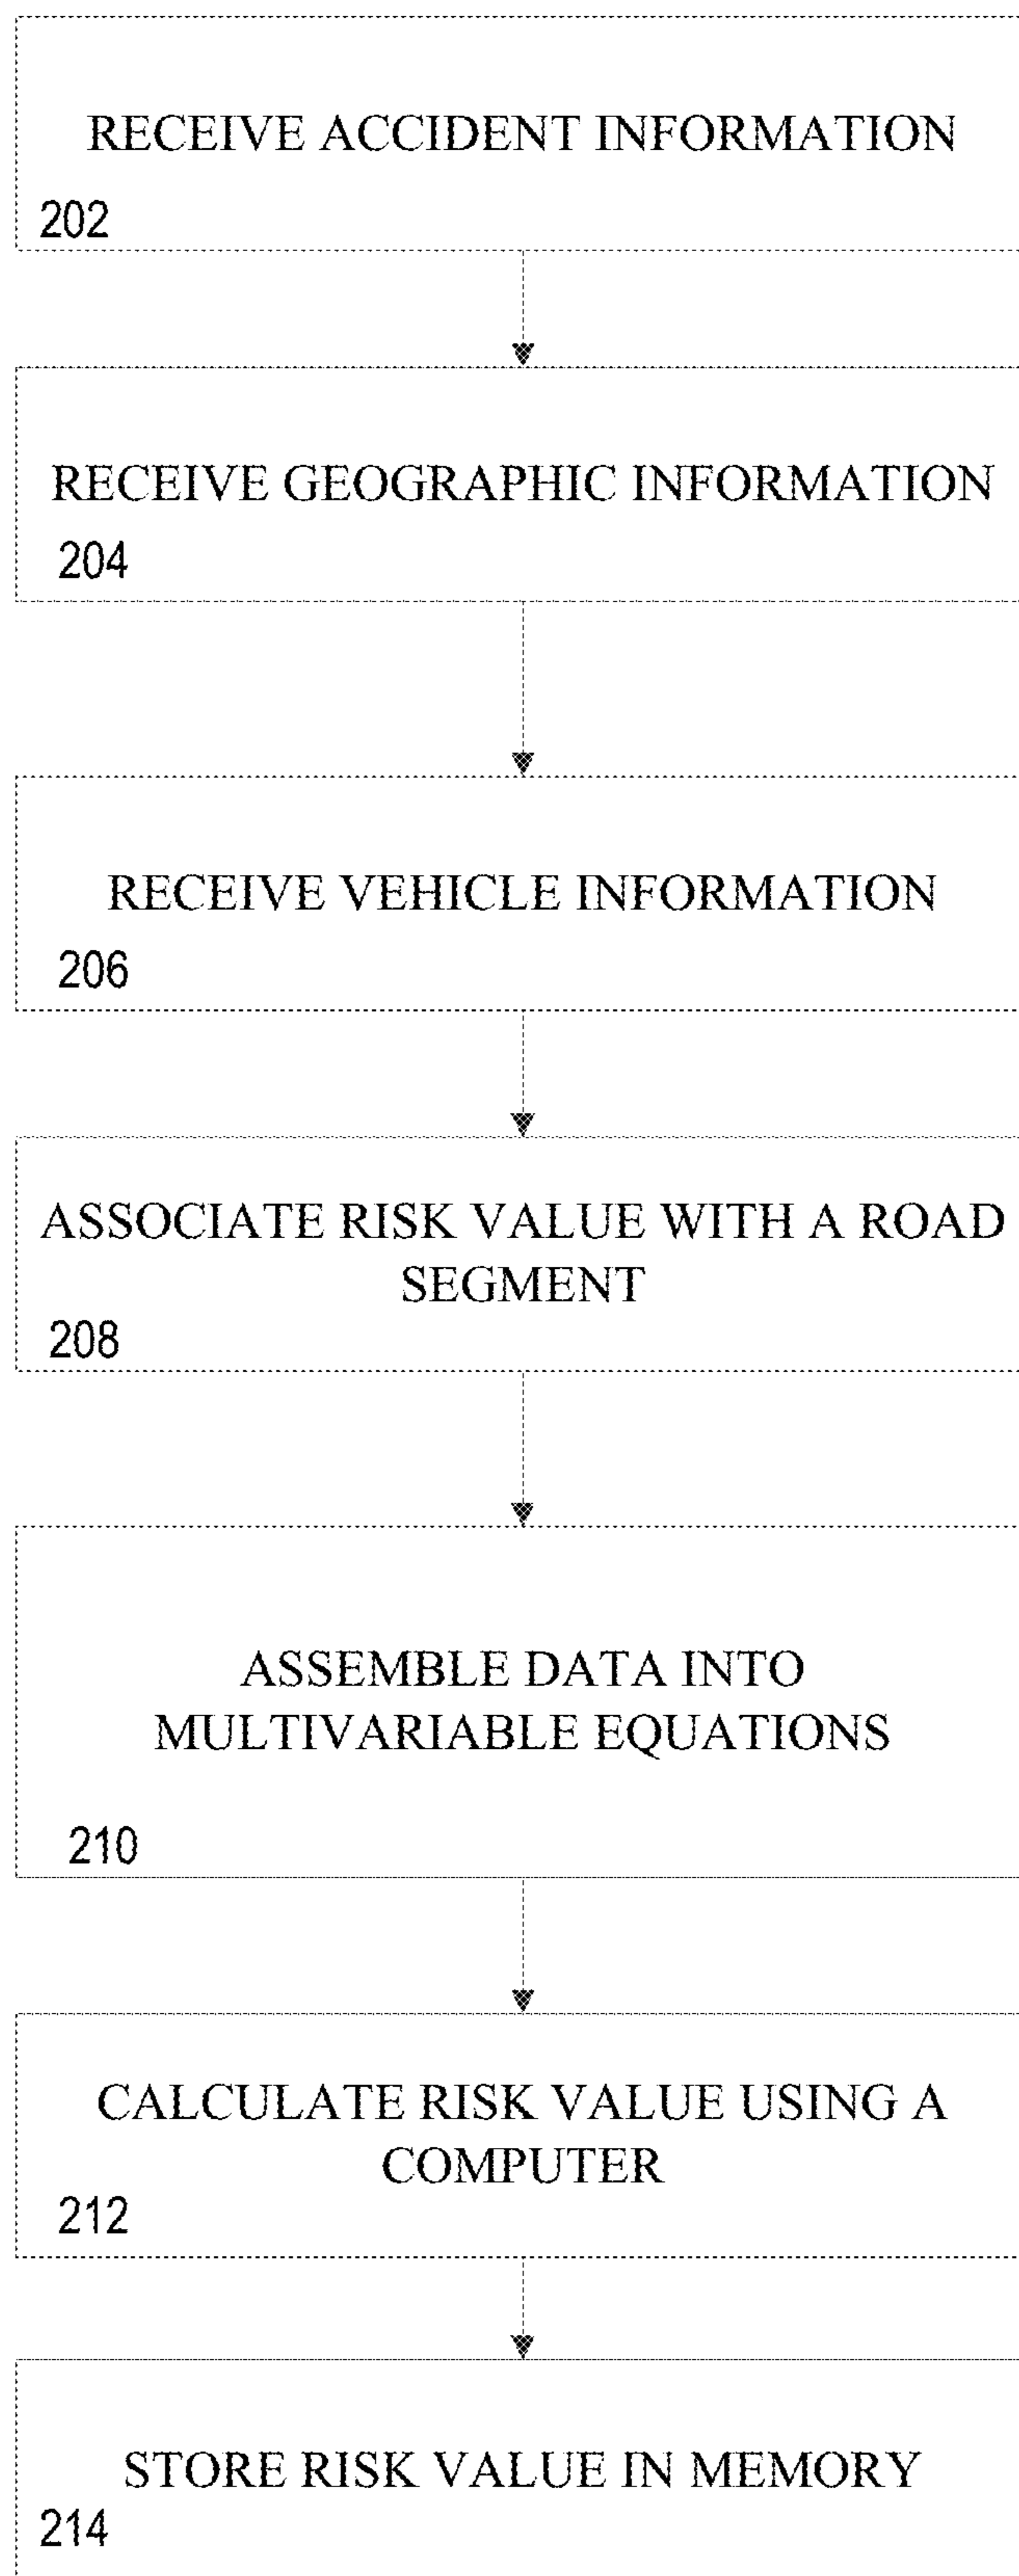 RECEIVE ACCIDENT INFORMATION
202
RECEIVE GEOGRAPHIC INFORMATION
204
RECEIVE VEHICLE INFORMATION
206
ASSOCIATE RISK VALUE WITH A ROAD
SEGMENT
208
ASSEMBLE DATA INTO
MULTIVARIABLE EQUATIONS
210
CALCULATE RISK VALUE USING A
COMPUTER
212
STORE RISK VALUE IN MEMORY
214